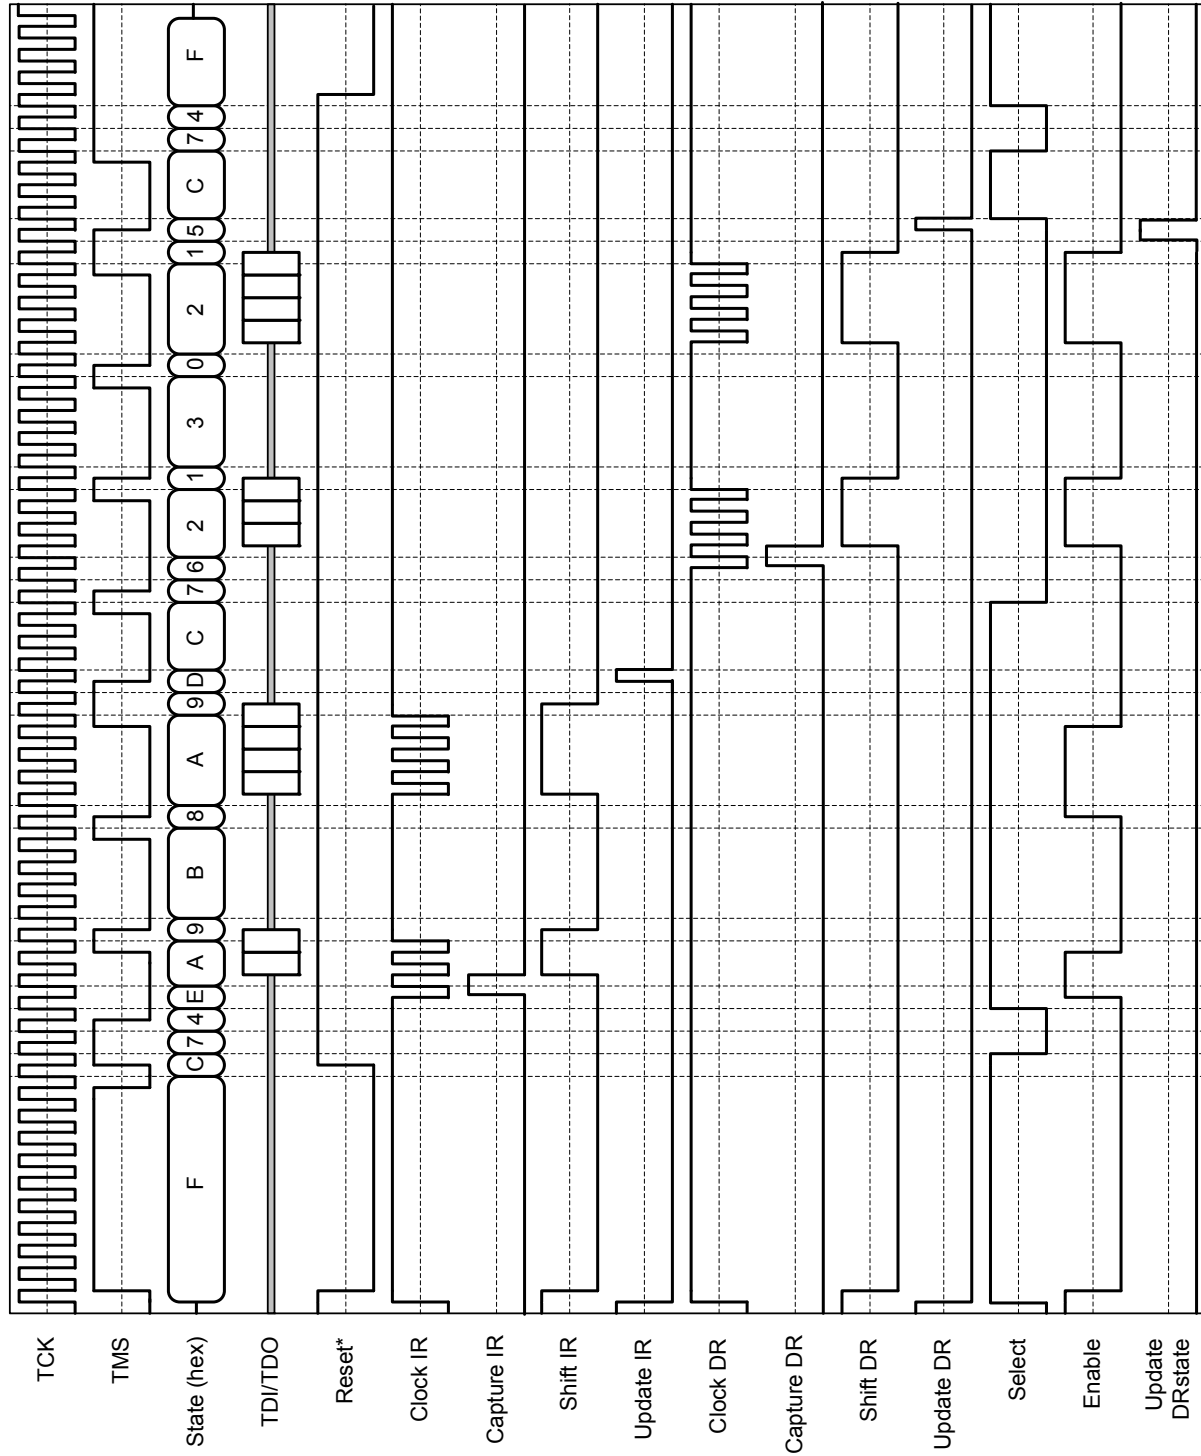 TCK
TMS
State (hex)
F
C
7
4
E
A
9
B
8
A
9
D
C
7
6
2
1
3
0
2
1
5
C
7
4
F
TDI/TDO
Reset*
Clock IR
Capture IR
Shift IR
Update IR
Clock DR
Capture DR
Shift DR
Update DR
Select
Enable
Update
DRstate